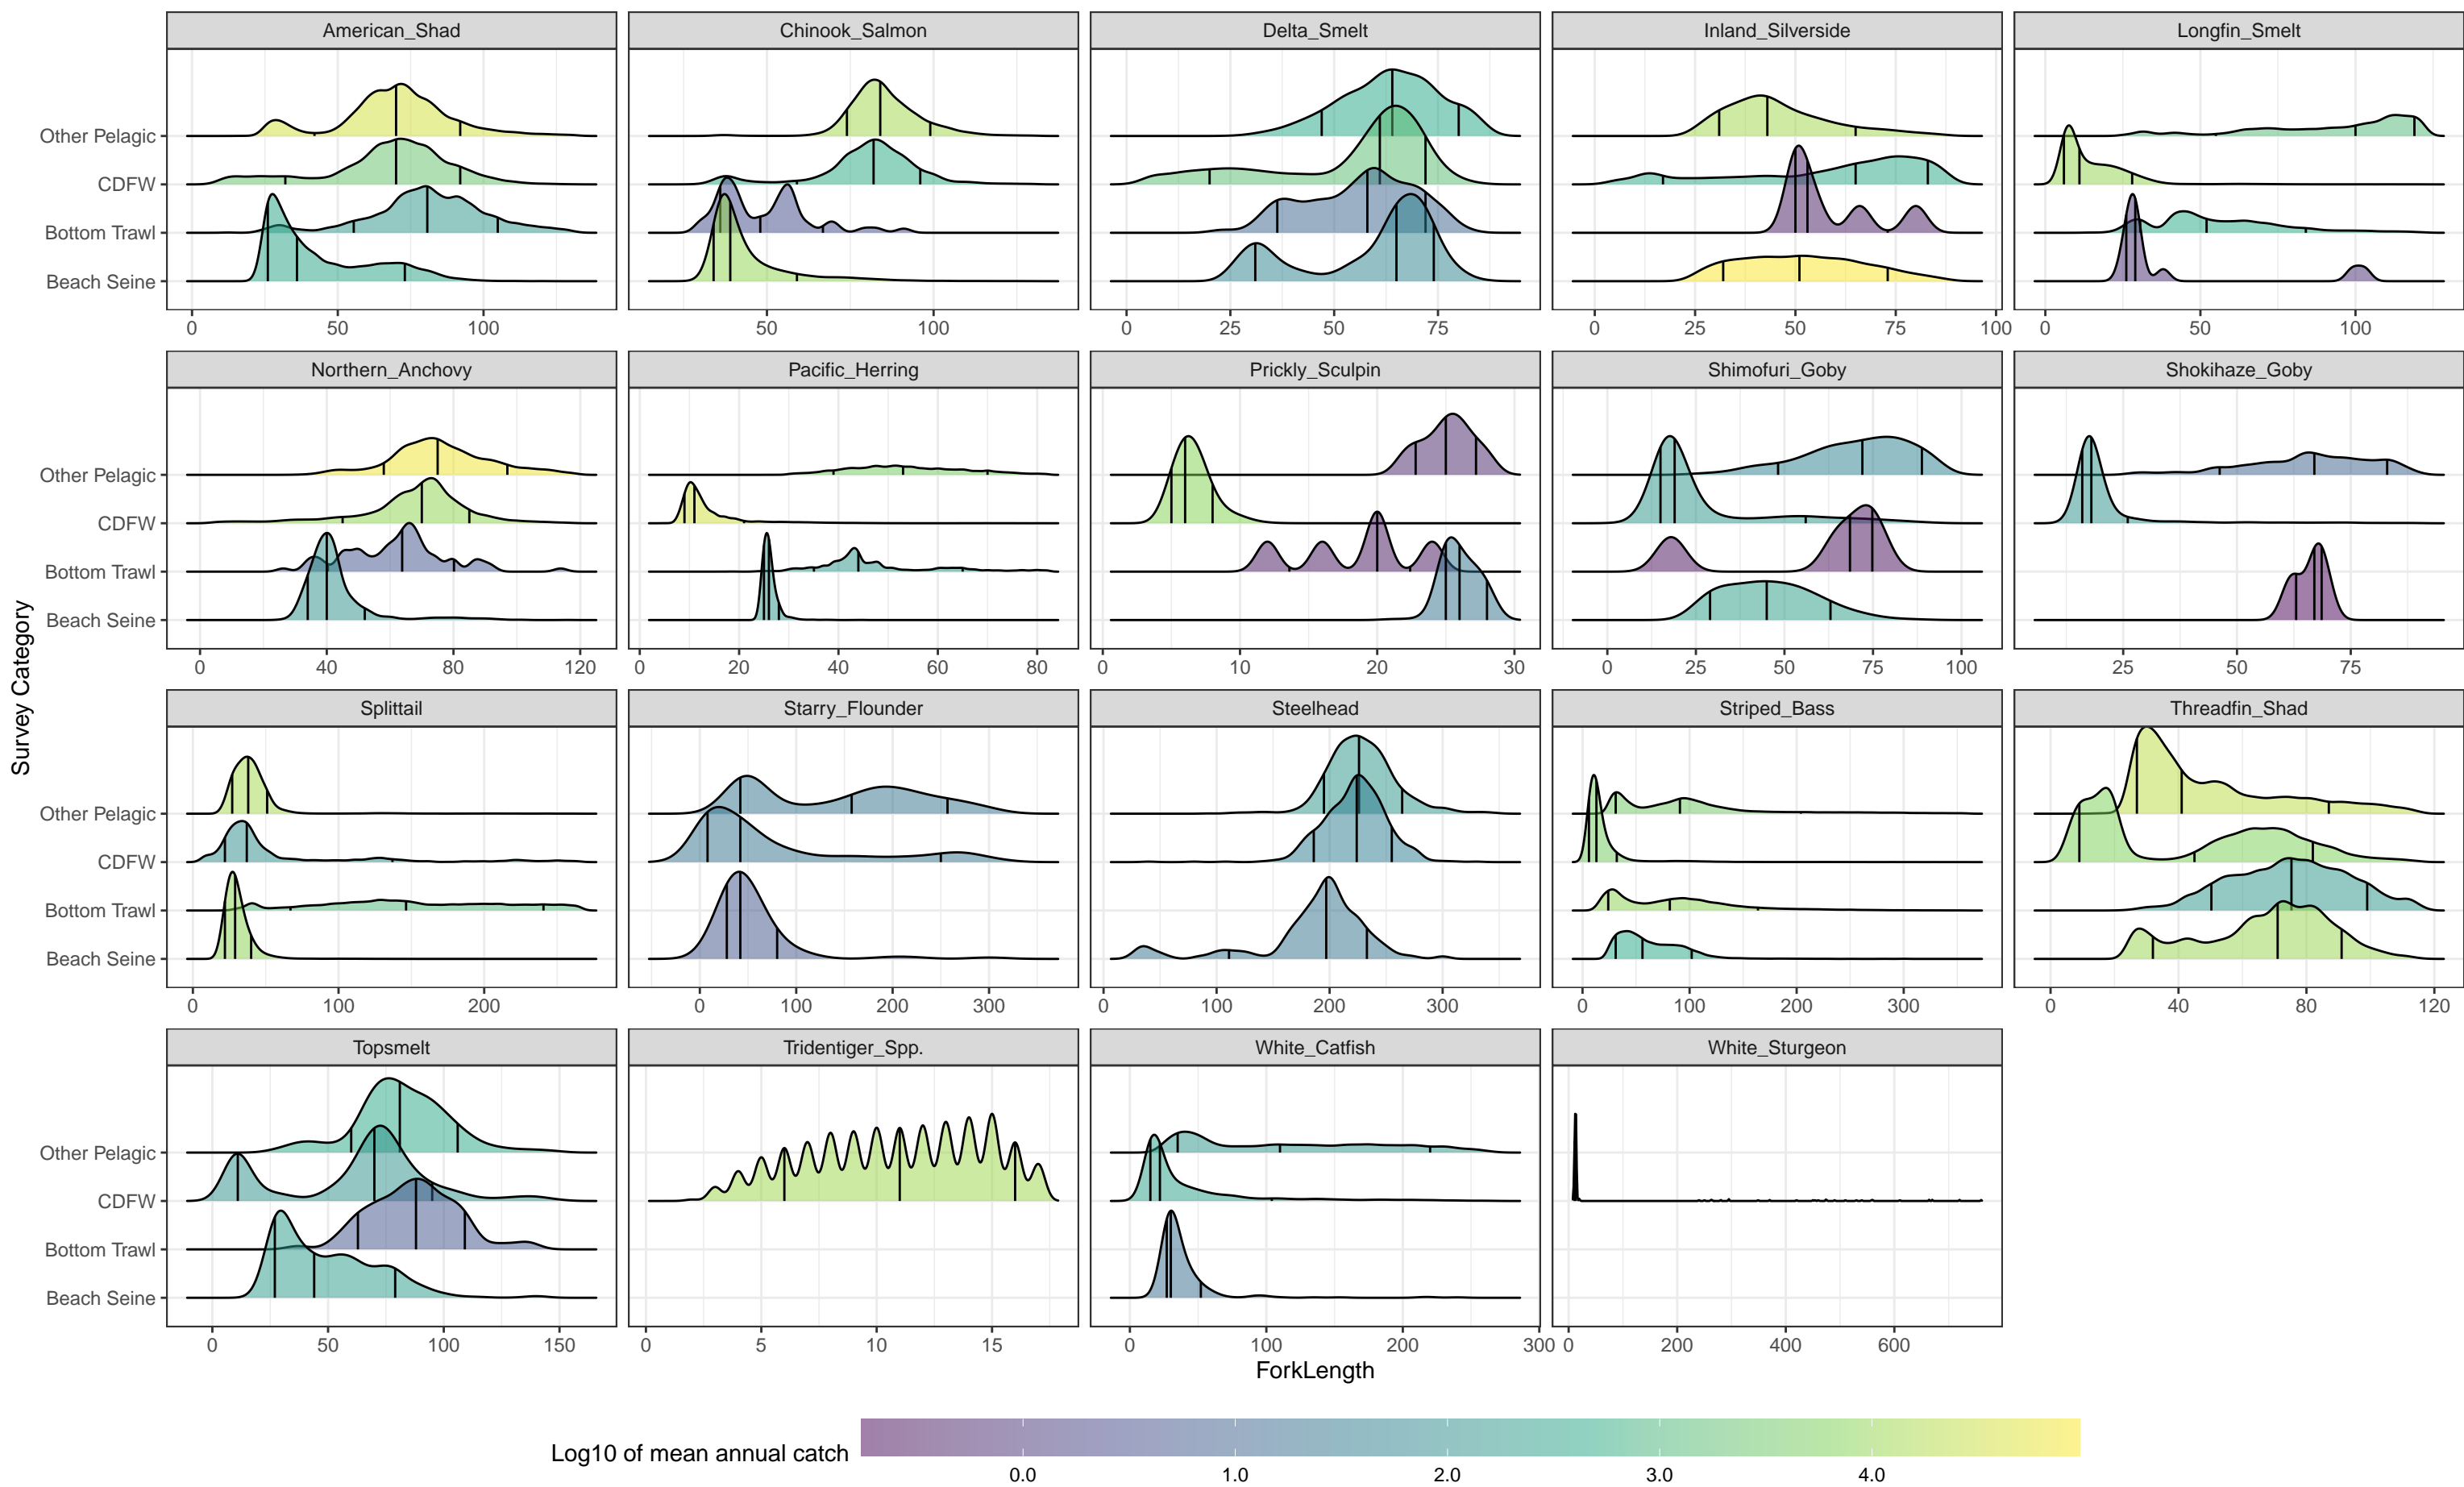 American_Shad Chinook_Salmon Delta_Smelt Inland_Silverside Longfin_Smelt
Other Pelagic
CDFW
Bottom Trawl
Beach Seine
0 50 100 50 100 0 25 50 75 0 25 50 75 100 0 50 100
Northern_Anchovy Pacific_Herring Prickly_Sculpin Shimofuri_Goby Shokihaze_Goby
Other Pelagic
CDFW
Bottom Trawl
Beach Seine
0 40 80 120 0 20 40 60 80 0 10 20 30 0 25 50 75 100 25 50 75
Survey Category
Splittail Starry_Flounder Steelhead Striped_Bass Threadfin_Shad
Other Pelagic
CDFW
Bottom Trawl
Beach Seine
0 100 200 0 100 200 300 0 100 200 300 0 100 200 300 0 40 80 120
Topsmelt Tridentiger_Spp. White_Catfish White_Sturgeon
Other Pelagic
CDFW
Bottom Trawl
Beach Seine
0 50 100 150 0 5 10 15 0 100 200 300 0 200 400 600
ForkLength
Log10 of mean annual catch
0.0 1.0 2.0 3.0 4.0